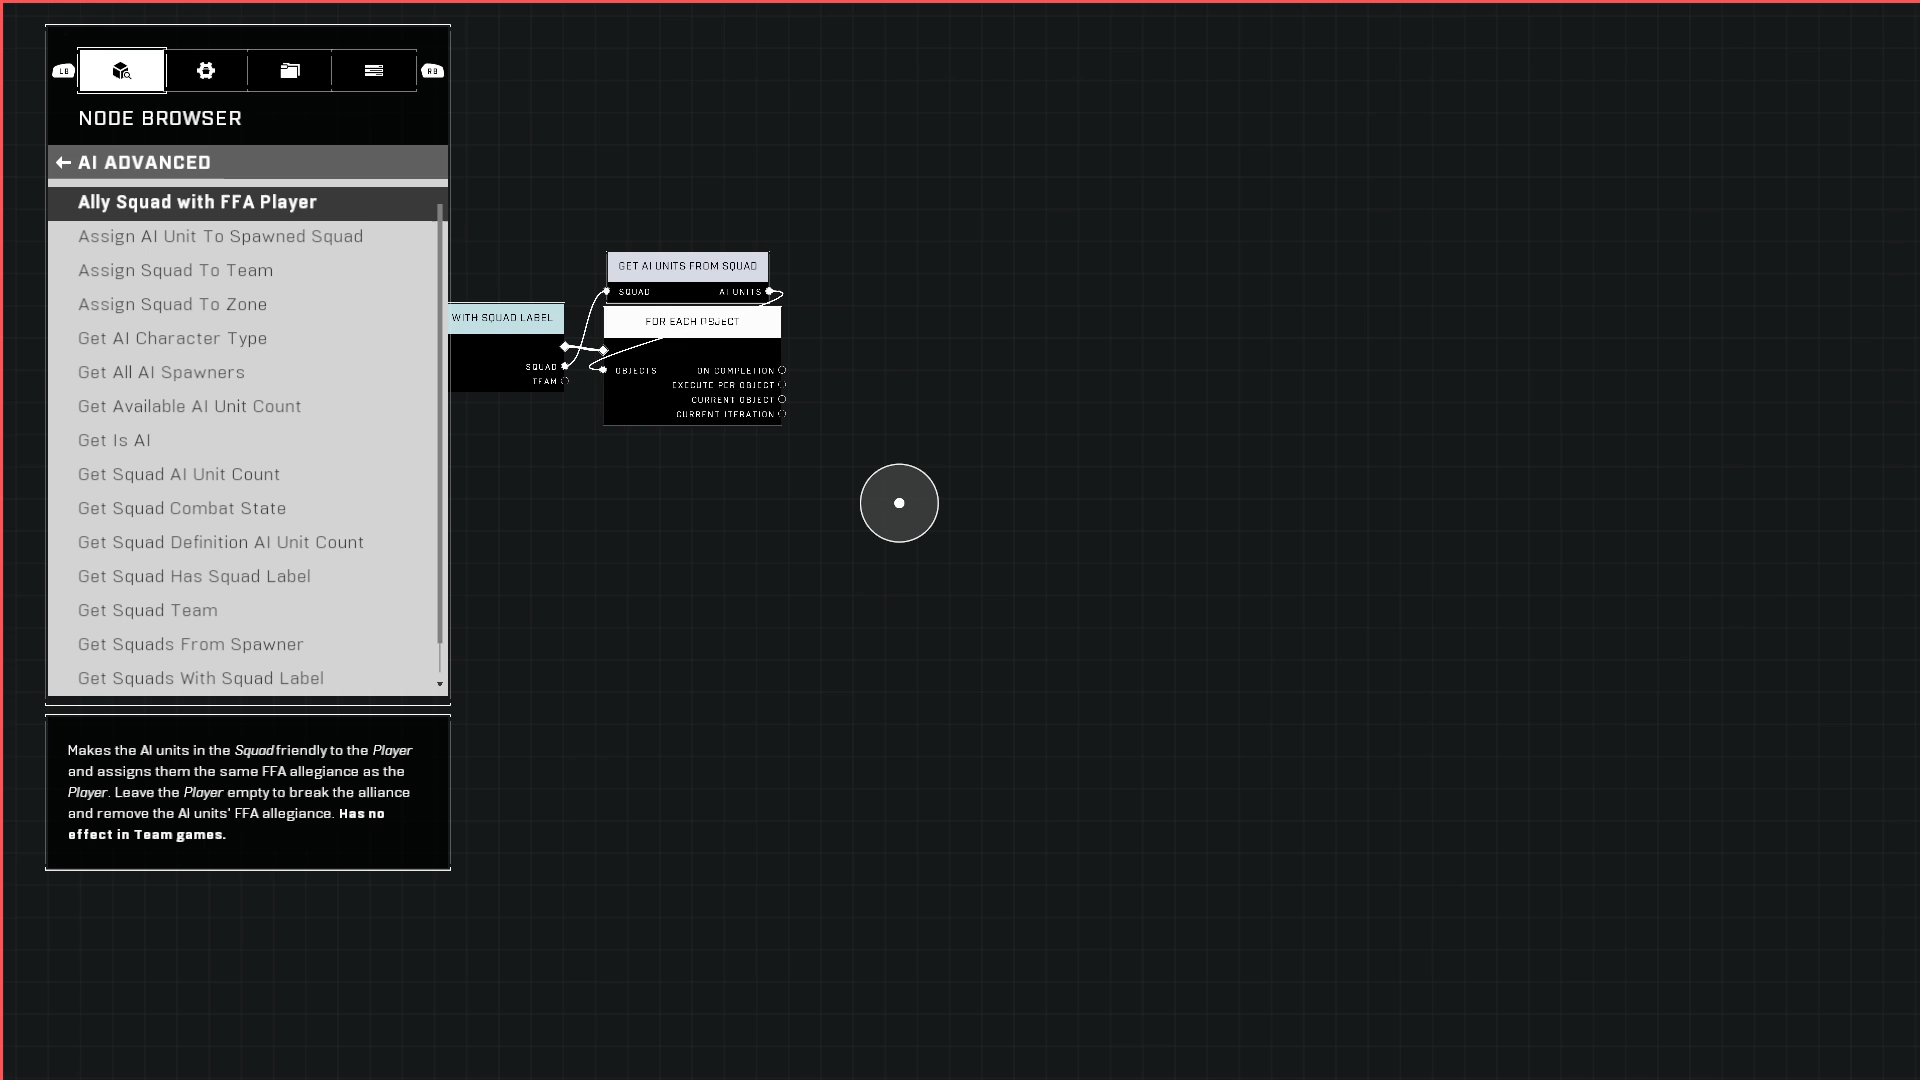 LB
RB
NODE BROWSER
AI ADVANCED
Ally Squad with FFA Player
Assign AI Unit To Spawned Squad
Assign Squad To Team
Assign Squad To Zone
Get AI Character Type
Get All AI Spawners
Get Available AI Unit Count
Get Is AI
Get Squad AI Unit Count
Get Squad Combat State
Get Squad Definition AI Unit Count
Get Squad Has Squad Label
Get Squad Team
Get Squads From Spawner
Get Squads With Squad Label
Makes the AI units in the Squad friendly to the Player
and assigns them the same FFA allegiance as the
Player. Leave the Player empty to break the alliance
and remove the AI units' FFA allegiance. Has no
effect in Team games.
WITH SQUAD LABEL
SQUAD
TEAM
GET AI UNITS FROM SQUAD
SQUAD AI UNITS
FOR EACH OBJECT
OBJECTS ON COMPLETION
EXECUTE PER OBJECT
CURRENT OBJECT
CURRENT ITERATION